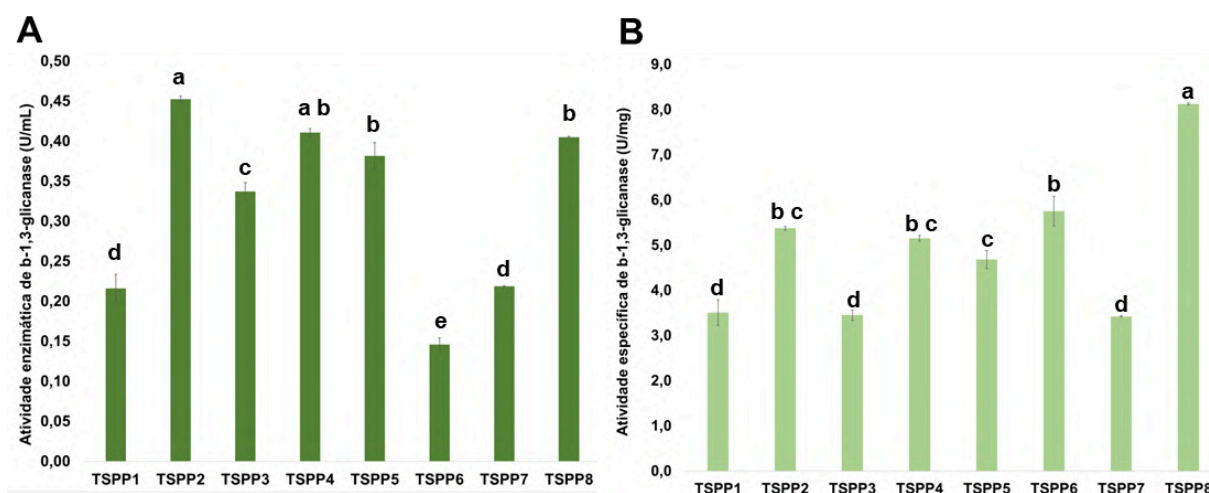 A
Atividade enzimática de b-1,3-glicanase (U/mL)
0,50
0,45
0,40
0,35
0,30
0,25
0,20
0,15
0,10
0,05
0,00
d
a
c
a b
b
e
d
b
TSPP1 TSPP2 TSPP3 TSPP4 TSPP5 TSPP6 TSPP7 TSPP8
B
Atividade específica de b-1,3-glicanase (U/mg)
9,0
8,0
7,0
6,0
5,0
4,0
3,0
2,0
1,0
0,0
d
b c
d
b c
c
b
d
a
TSPP1 TSPP2 TSPP3 TSPP4 TSPP5 TSPP6 TSPP7 TSPP8